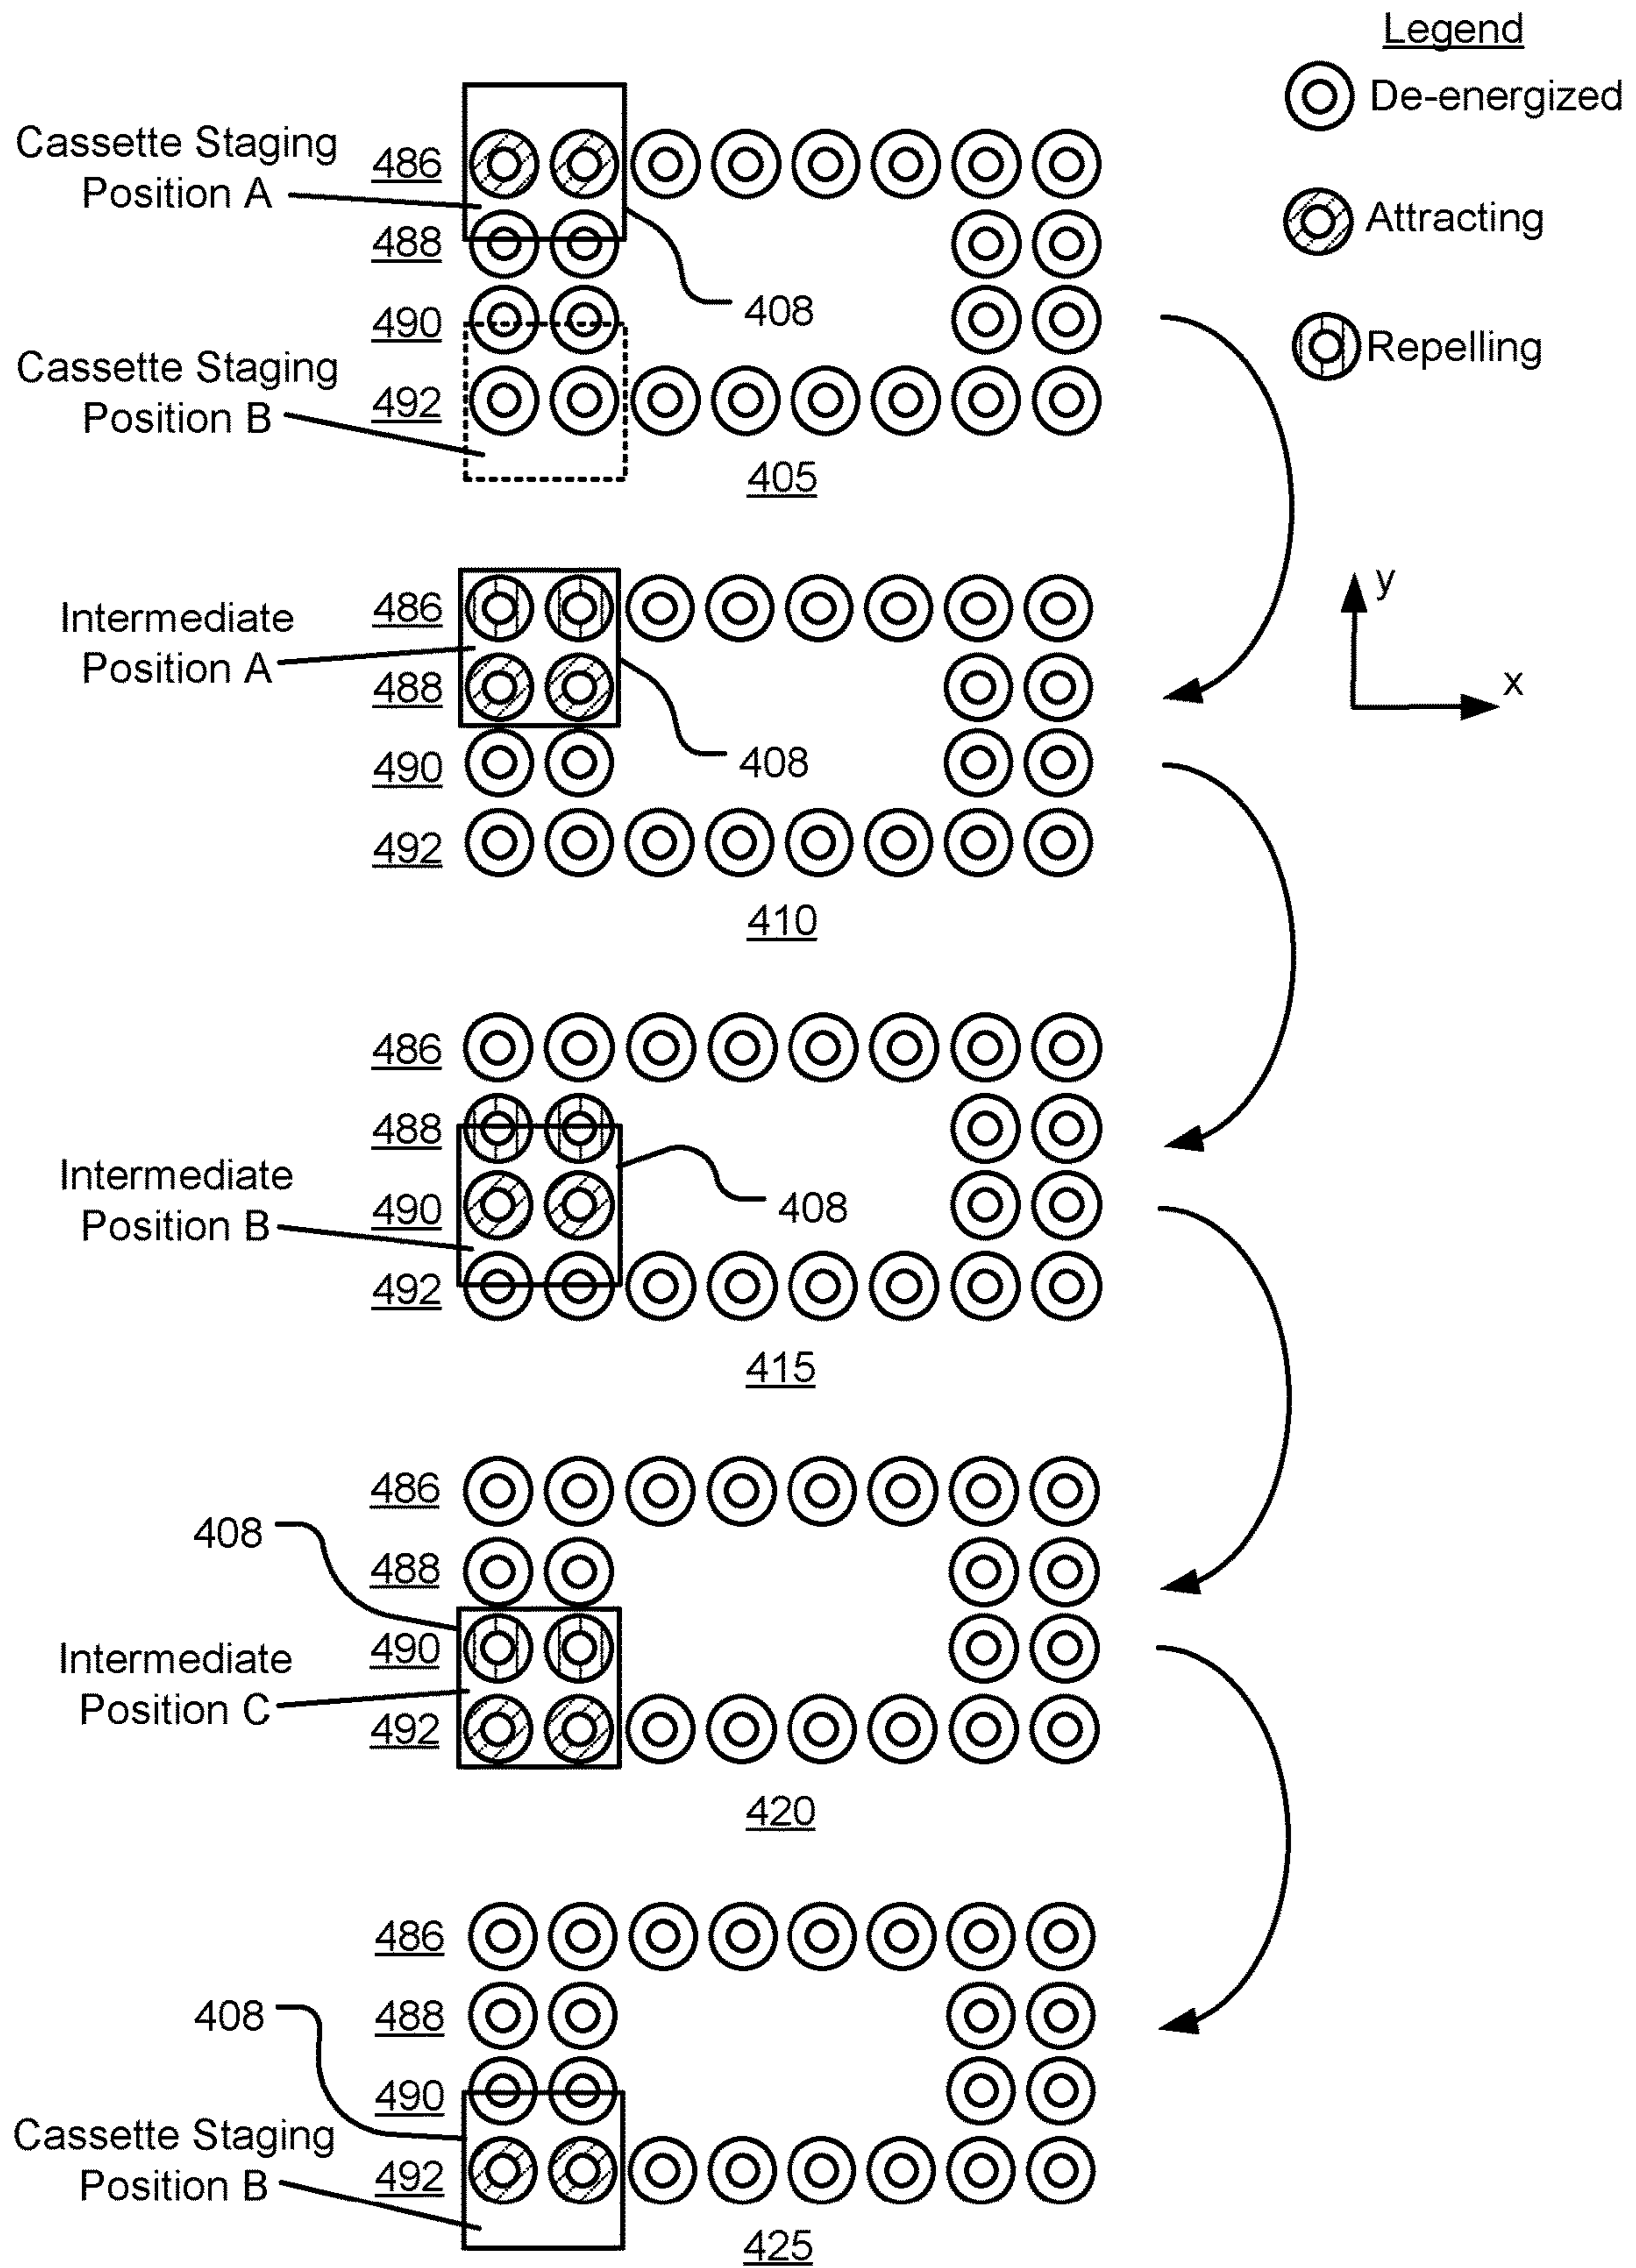 Legend
De-energized
Attracting
Repelling
Cassette Staging
Position A
486
488
408
490
Cassette Staging
Position B
492
405
y
x
Intermediate
Position A
486
488
408
490
492
410
486
488
408
Intermediate
Position B
490
492
415
486
408
488
490
Intermediate
Position C
492
420
486
408
488
490
Cassette Staging
Position B
492
425